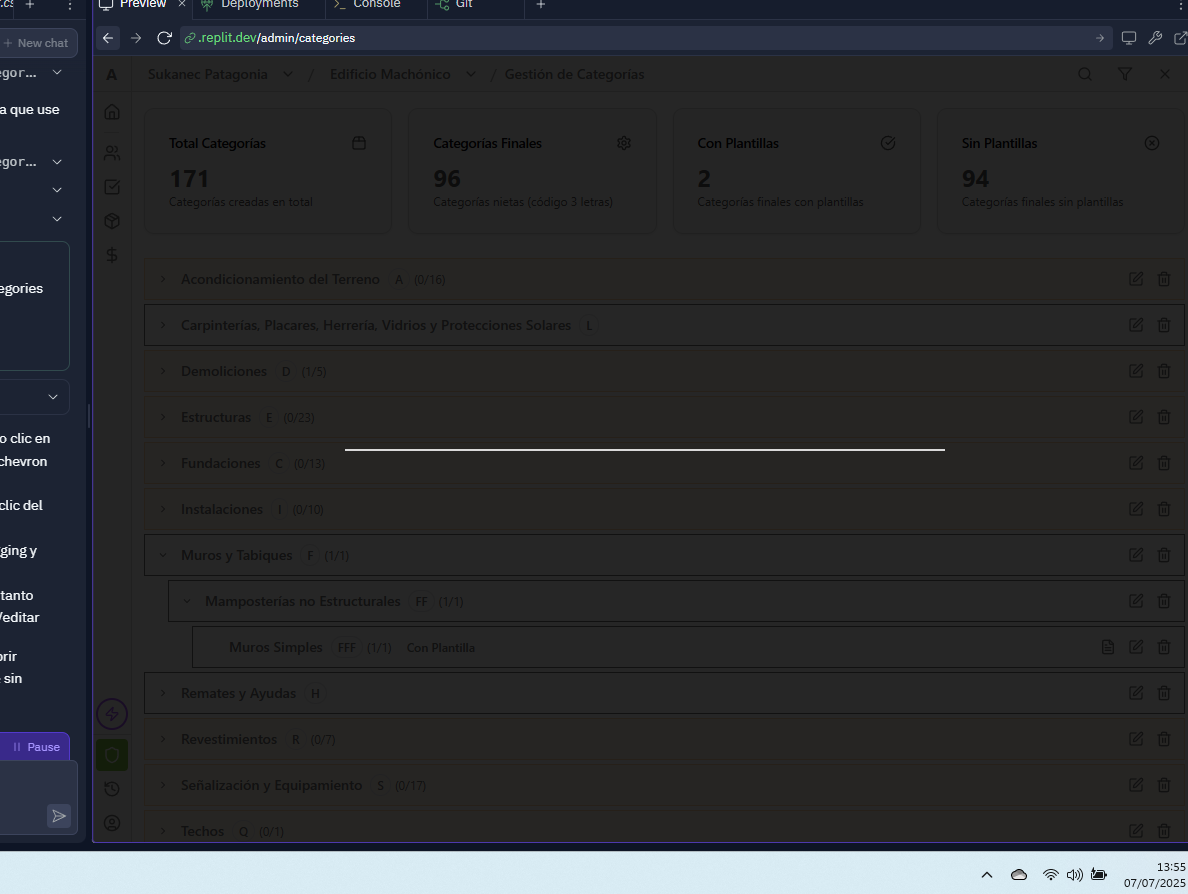 Preview
Deployments
Console
Git
New chat
.replit.dev/admin/categories
egor...
a que use
egor...
egories
o clic en
chevron
clic del
ging y
tanto
/editar
orir
sin
Pause
A
Sukanec Patagonia / Edificio Machónico / Gestión de Categorías
Total Categorías
171
Categorías creadas en total
Categorías Finales
96
Categorías nietas (código 3 letras)
Con Plantillas
2
Categorías finales con plantillas
Sin Plantillas
94
Categorías finales sin plantillas
Acondicionamiento del Terreno A (0/16)
Carpinterías, Placares, Herrería, Vidrios y Protecciones Solares L
Demoliciones D (1/5)
Estructuras E (0/23)
Fundaciones C (0/13)
Instalaciones I (0/10)
Muros y Tabiques F (1/1)
Mamposterías no Estructurales FF (1/1)
Muros Simples FFF (1/1) Con Plantilla
Remates y Ayudas H
Revestimientos R (0/7)
Señalización y Equipamiento S (0/17)
Techos Q (0/1)
13:55
07/07/2025